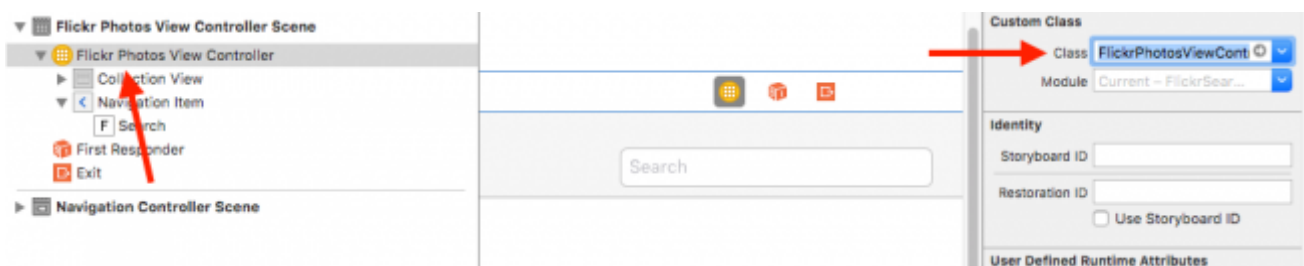 Flickr Photos View Controller Scene
Flickr Photos View Controller
Collection View
Navigation Item
F Search
First Responder
Exit
Navigation Controller Scene
Search
Custom Class
Class FlickrPhotosViewCont
Module Current – FlickrSear...
Identity
Storyboard ID
Restoration ID
Use Storyboard ID
User Defined Runtime Attributes